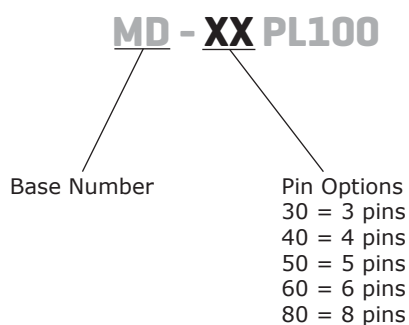 MD - XX PL100
Base Number
Pin Options
30 = 3 pins
40 = 4 pins
50 = 5 pins
60 = 6 pins
80 = 8 pins